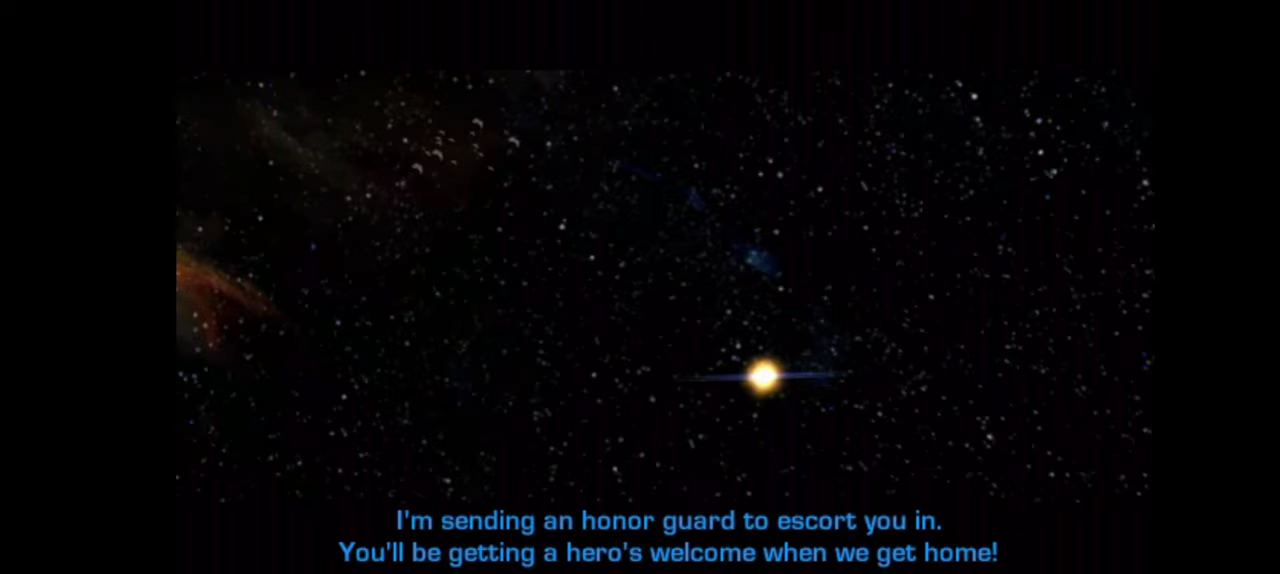 I'm sending an honor guard to escort you in.
You'll be getting a hero's welcome when we get home!